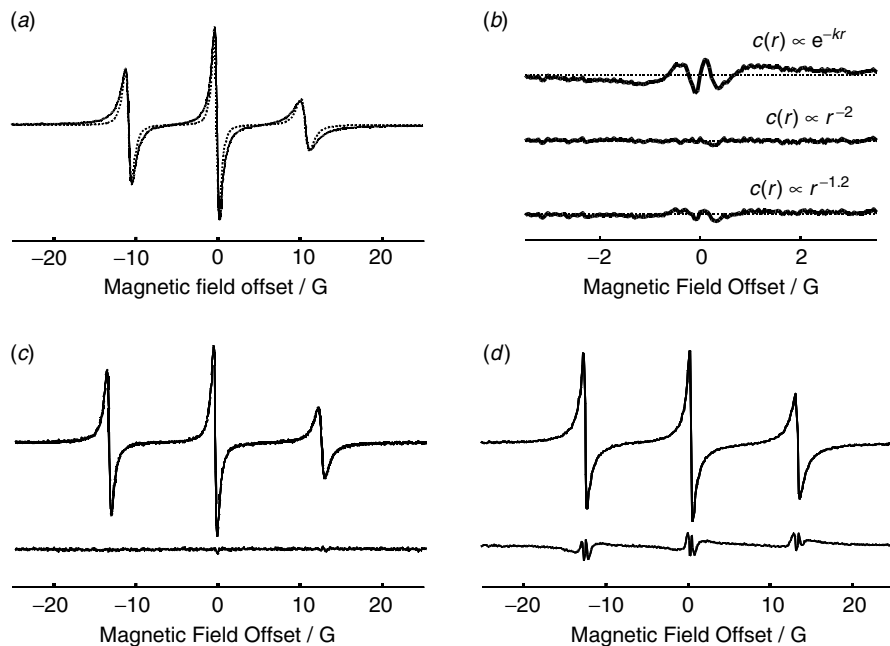 (a)
−20 −10 0 10 20
Magnetic field offset / G
(b)
c(r) ∝ e^{−kr}
c(r) ∝ r^{−2}
c(r) ∝ r^{−1.2}
−2 0 2
Magnetic Field Offset / G
(c)
−20 −10 0 10 20
Magnetic Field Offset / G
(d)
−20 −10 0 10 20
Magnetic Field Offset / G